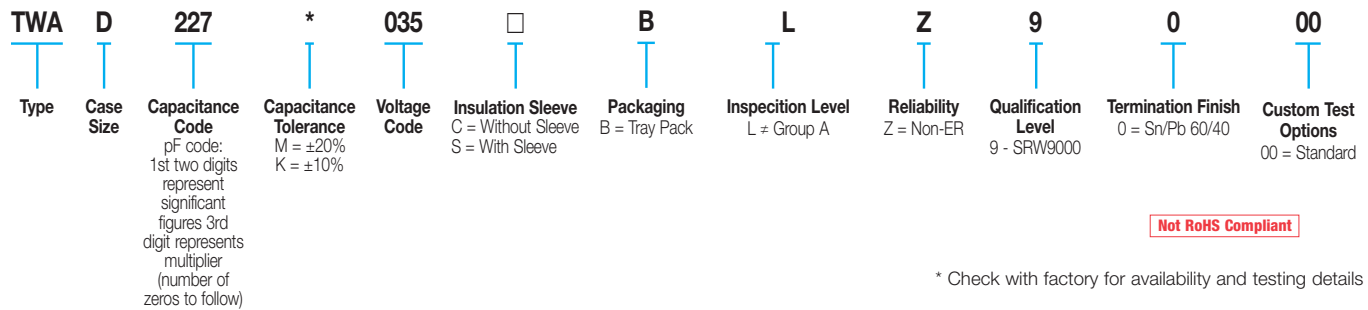 TWA D 227 * 035 □ B L Z 9 0 00
Type
Case
Size
Capacitance
Code
pF code:
1st two digits
represent
significant
figures 3rd
digit represents
multiplier
(number of
zeros to follow)
Capacitance
Tolerance
M = ±20%
K = ±10%
Voltage
Code
Insulation Sleeve
C = Without Sleeve
S = With Sleeve
Packaging
B = Tray Pack
Inspecition Level
L ≠ Group A
Reliability
Z = Non-ER
Qualification
Level
9 - SRW9000
Termination Finish
0 = Sn/Pb 60/40
Custom Test
Options
00 = Standard
Not RoHS Compliant
* Check with factory for availability and testing details